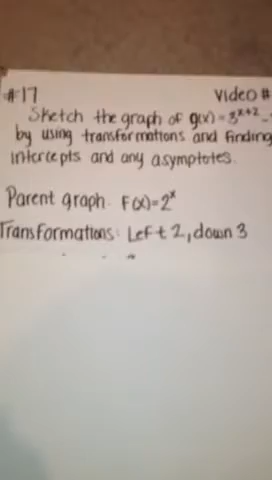 #17 Video #
Sketch the graph of g(x) = 3^{x+2} -
by using transformations and finding
intercepts and any asymptotes.
Parent graph: F(x)=2^x
Transformations: Left 2, down 3